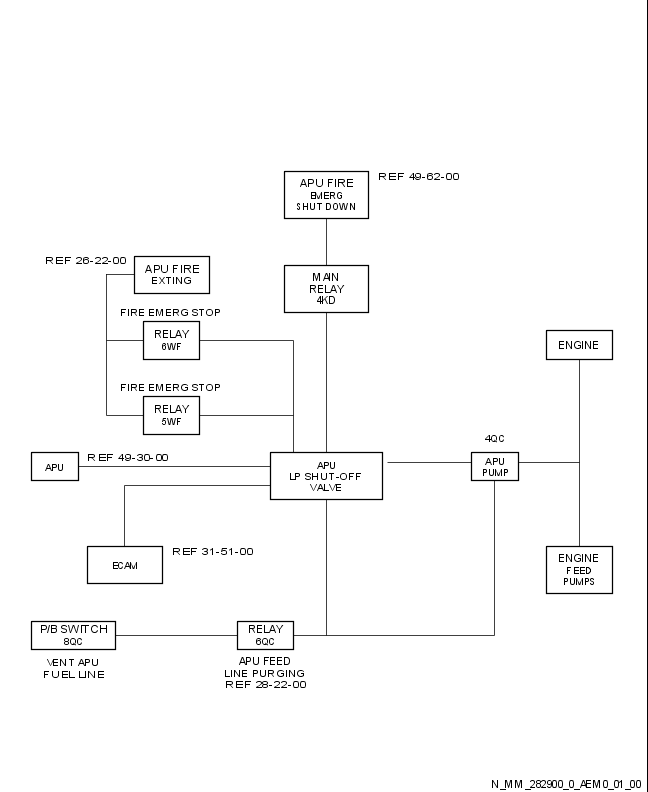 APU FIRE
EMERG
SHUT DOWN
REF 49-62-00
REF 26-22-00
APU FIRE
EXTING
MAIN
RELAY
4KD
FIRE EMERG STOP
RELAY
6WF
ENGINE
FIRE EMERG STOP
RELAY
5WF
4QC
APU
REF 49-30-00
APU
LP SHUT-OFF
VALVE
APU
PUMP
ECAM
REF 31-51-00
ENGINE
FEED
PUMPS
P/B SWITCH
8QC
VENT APU
FUEL LINE
RELAY
6QC
APU FEED
LINE PURGING
REF 28-22-00
N_MM_282900_0_AEM0_01_00